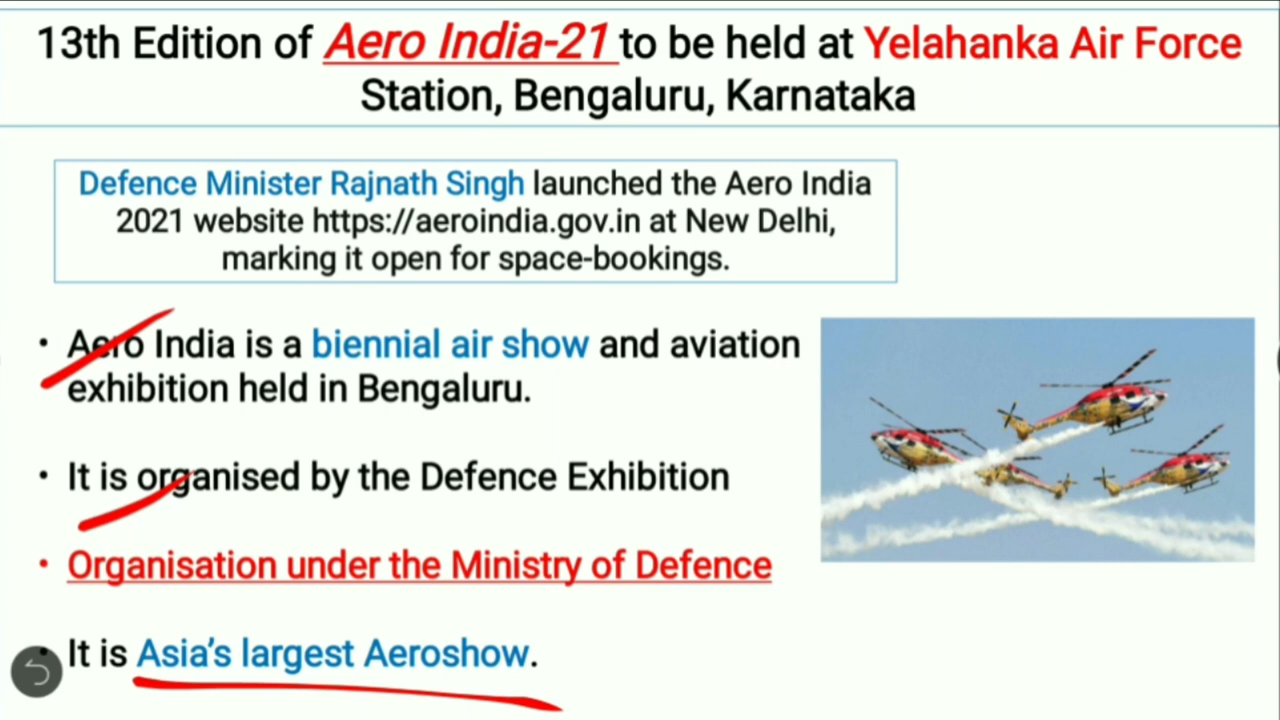 13th Edition of Aero India-21 to be held at Yelahanka Air Force
Station, Bengaluru, Karnataka
Defence Minister Rajnath Singh launched the Aero India
2021 website https://aeroindia.gov.in at New Delhi,
marking it open for space-bookings.
• Aero India is a biennial air show and aviation
exhibition held in Bengaluru.
• It is organised by the Defence Exhibition
• Organisation under the Ministry of Defence
• It is Asia's largest Aeroshow.